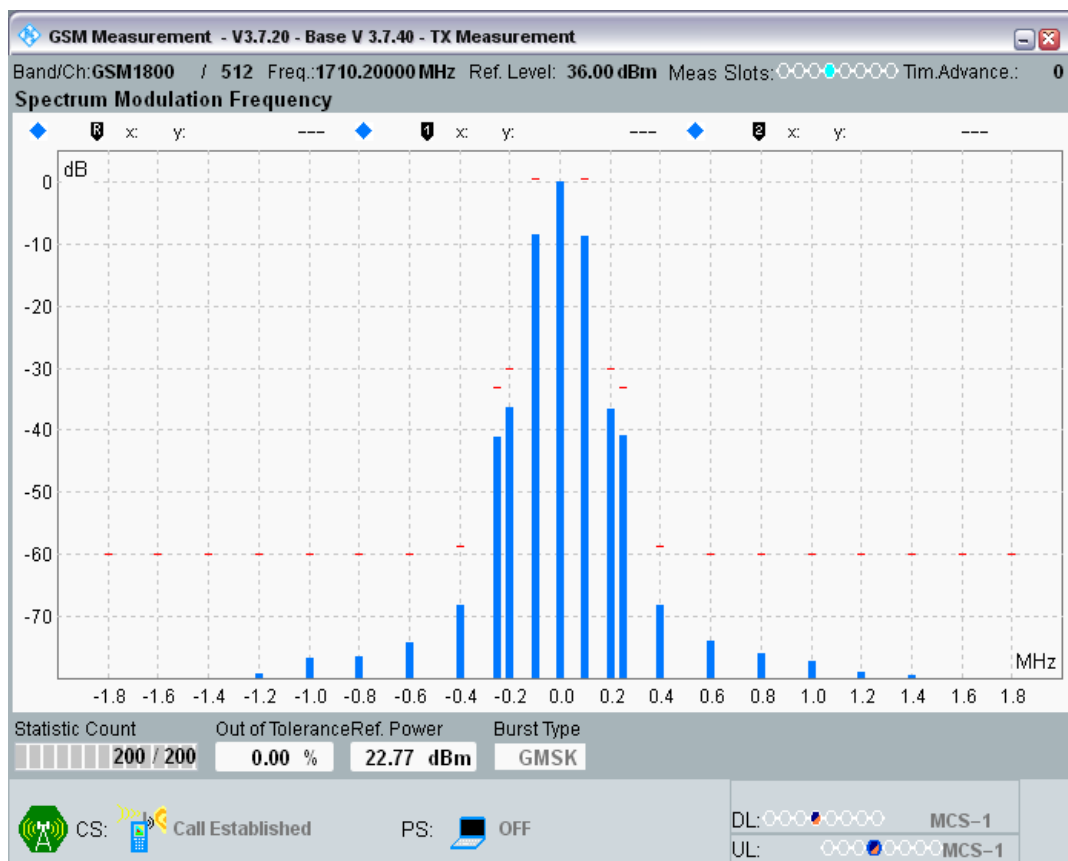 GSM Measurement - V3.7.20 - Base V 3.7.40 - TX Measurement
Band/Ch:GSM1800 / 512 Freq.:1710.20000 MHz Ref. Level: 36.00 dBm Meas Slots: Tim.Advance.: 0
Spectrum Modulation Frequency
R x: y: --- 1 x: y: --- 2 x: y: ---
dB
0
-10
-20
-30
-40
-50
-60
-70
MHz
-1.8 -1.6 -1.4 -1.2 -1.0 -0.8 -0.6 -0.4 -0.2 0.0 0.2 0.4 0.6 0.8 1.0 1.2 1.4 1.6 1.8
Statistic Count Out of Tolerance Ref. Power Burst Type
200 / 200 0.00 % 22.77 dBm GMSK
CS: Call Established PS: OFF
DL: MCS-1
UL: MCS-1